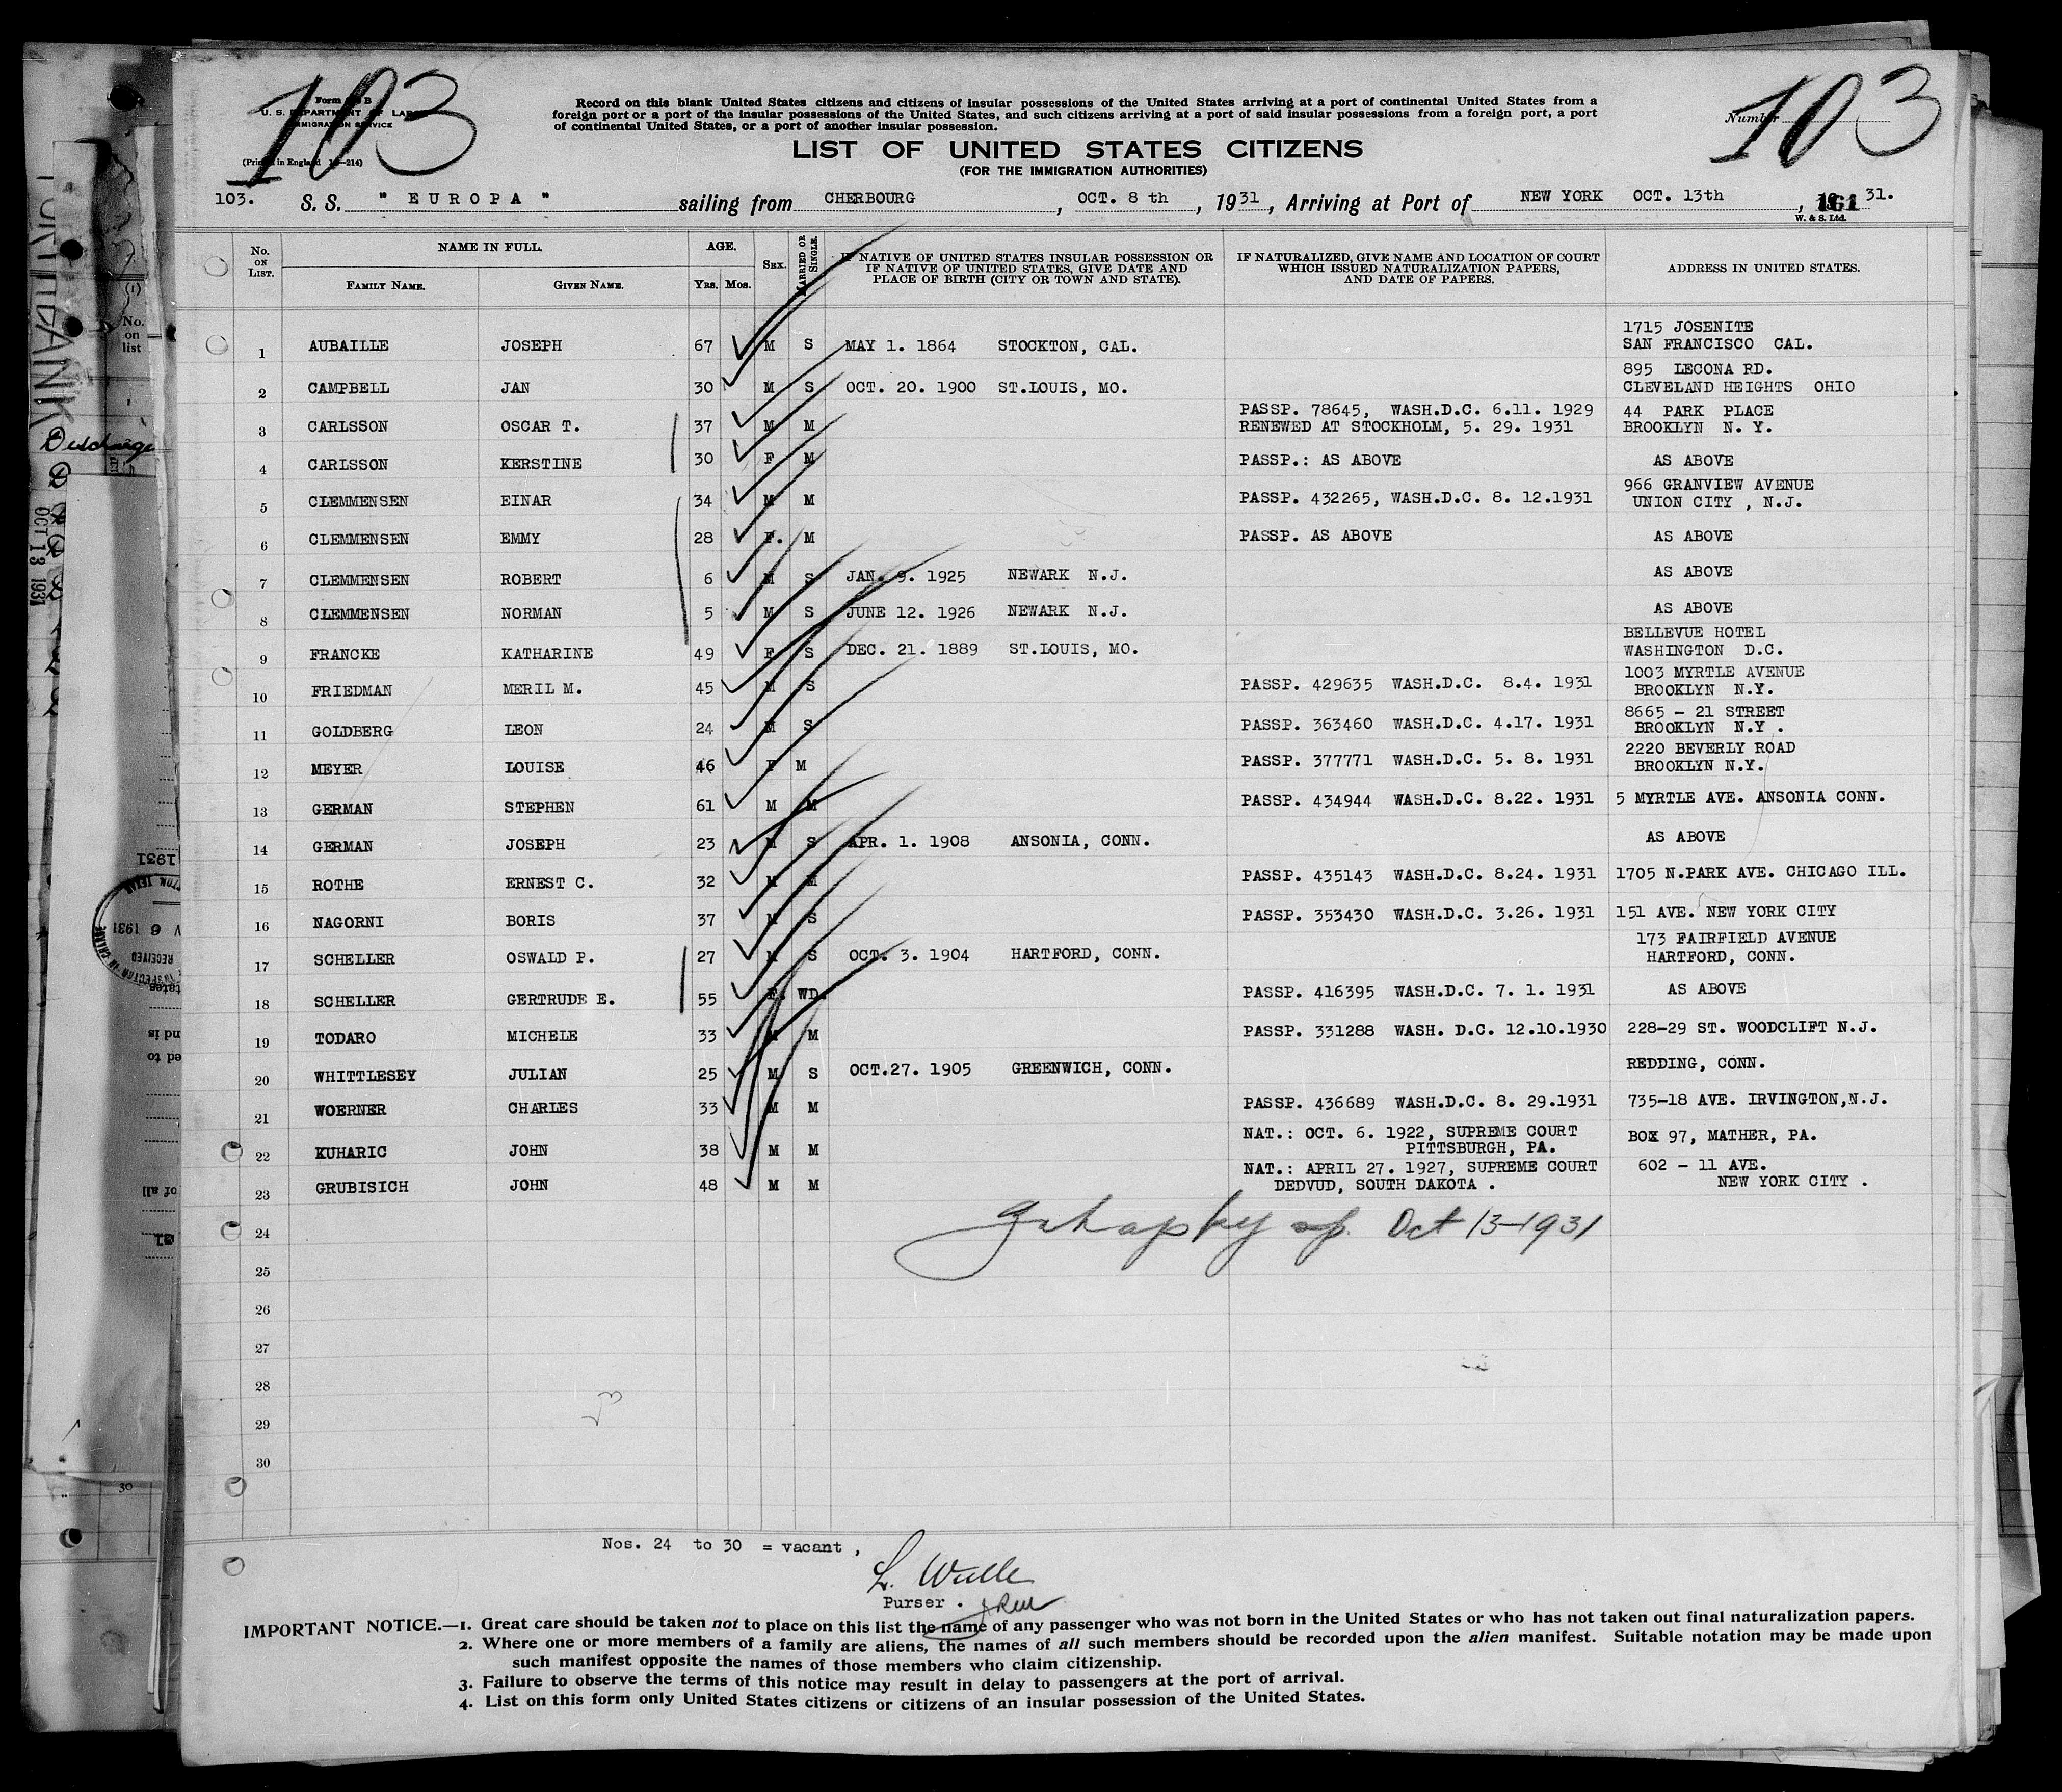 103
103
Form B
U. S. DEPARTMENT OF LABOR
IMMIGRATION SERVICE
(Printed in England 14—214)
Number
Record on this blank United States citizens and citizens of insular possessions of the United States arriving at a port of continental United States from a
foreign port or a port of the insular possessions of the United States, and such citizens arriving at a port of said insular possessions from a foreign port, a port
of continental United States, or a port of another insular possession.
LIST OF UNITED STATES CITIZENS
(FOR THE IMMIGRATION AUTHORITIES)
103. S. S. " E U R O P A " sailing from CHERBOURG, OCT. 8 th, 1931, Arriving at Port of NEW YORK OCT. 13th, 161 31.
W. & S. Ltd.
No. ON LIST. NAME IN FULL. AGE. SEX. MARRIED OR SINGLE. IF NATIVE OF UNITED STATES INSULAR POSSESSION OR IF NATIVE OF UNITED STATES, GIVE DATE AND PLACE OF BIRTH (CITY OR TOWN AND STATE). IF NATURALIZED, GIVE NAME AND LOCATION OF COURT WHICH ISSUED NATURALIZATION PAPERS, AND DATE OF PAPERS. ADDRESS IN UNITED STATES.
FAMILY NAME. GIVEN NAME. YRS. MOS.
1 AUBAILLE JOSEPH 67 M S MAY 1. 1864 STOCKTON, CAL. 1715 JOSENITE
SAN FRANCISCO CAL.
2 CAMPBELL JAN 30 M S OCT. 20. 1900 ST.LOUIS, MO. 895 LECONA RD.
CLEVELAND HEIGHTS OHIO
3 CARLSSON OSCAR T. 37 M M PASSP. 78645, WASH.D.C. 6.11. 1929 44 PARK PLACE
RENEWED AT STOCKHOLM, 5. 29. 1931 BROOKLYN N. Y.
4 CARLSSON KERSTINE 30 F M PASSP.: AS ABOVE AS ABOVE
5 CLEMMENSEN EINAR 34 M M PASSP. 432265, WASH.D.C. 8. 12.1931 966 GRANVIEW AVENUE
UNION CITY , N.J.
6 CLEMMENSEN EMMY 28 F. M PASSP. AS ABOVE AS ABOVE
7 CLEMMENSEN ROBERT 6 M S JAN. 9. 1925 NEWARK N.J. AS ABOVE
8 CLEMMENSEN NORMAN 5 M S JUNE 12. 1926 NEWARK N.J. AS ABOVE
9 FRANCKE KATHARINE 49 F S DEC. 21. 1889 ST.LOUIS, MO. BELLEVUE HOTEL
WASHINGTON D.C.
10 FRIEDMAN MERIL M. 45 M S PASSP. 429635 WASH.D.C. 8.4. 1931 1003 MYRTLE AVENUE
BROOKLYN N.Y.
11 GOLDBERG LEON 24 M S PASSP. 363460 WASH.D.C. 4.17. 1931 8665 - 21 STREET
BROOKLYN N.Y .
12 MEYER LOUISE 46 F M PASSP. 377771 WASH.D.C. 5. 8. 1931 2220 BEVERLY ROAD
BROOKLYN N.Y.
13 GERMAN STEPHEN 61 M M PASSP. 434944 WASH.D.C. 8.22. 1931 5 MYRTLE AVE. ANSONIA CONN.
14 GERMAN JOSEPH 23 M S APR. 1. 1908 ANSONIA, CONN. AS ABOVE
15 ROTHE ERNEST C. 32 M M PASSP. 435143 WASH.D.C. 8.24. 1931 1705 N.PARK AVE. CHICAGO ILL.
16 NAGORNI BORIS 37 M S PASSP. 353430 WASH.D.C. 3.26. 1931 151 AVE. NEW YORK CITY
17 SCHELLER OSWALD P. 27 M S OCT. 3. 1904 HARTFORD, CONN. 173 FAIRFIELD AVENUE
HARTFORD, CONN.
18 SCHELLER GERTRUDE E. 55 F. WD. PASSP. 416395 WASH.D.C. 7. 1. 1931 AS ABOVE
19 TODARO MICHELE 33 M M PASSP. 331288 WASH. D.C. 12.10.1930 228-29 ST. WOODCLIFT N.J.
20 WHITTLESEY JULIAN 25 M S OCT.27. 1905 GREENWICH, CONN. REDDING, CONN.
21 WOERNER CHARLES 33 M M PASSP. 436689 WASH.D.C. 8. 29.1931 735-18 AVE. IRVINGTON,N.J.
22 KUHARIC JOHN 38 M M NAT.: OCT. 6. 1922, SUPREME COURT BOX 97, MATHER, PA.
PITTSBURGH, PA.
23 GRUBISICH JOHN 48 M M NAT.: APRIL 27. 1927, SUPREME COURT 602 - 11 AVE.
DEDVUD, SOUTH DAKOTA . NEW YORK CITY .
24 Oct 13-1931
25
26
27
28
29
30
Nos. 24 to 30 = vacant ,
Purser .
IMPORTANT NOTICE.—1. Great care should be taken not to place on this list the name of any passenger who was not born in the United States or who has not taken out final naturalization papers.
2. Where one or more members of a family are aliens, the names of all such members should be recorded upon the alien manifest. Suitable notation may be made upon
such manifest opposite the names of those members who claim citizenship.
3. Failure to observe the terms of this notice may result in delay to passengers at the port of arrival.
4. List on this form only United States citizens or citizens of an insular possession of the United States.
No.
on
list
Discharge
OCT 13 1931
1931
RECEIVED
30